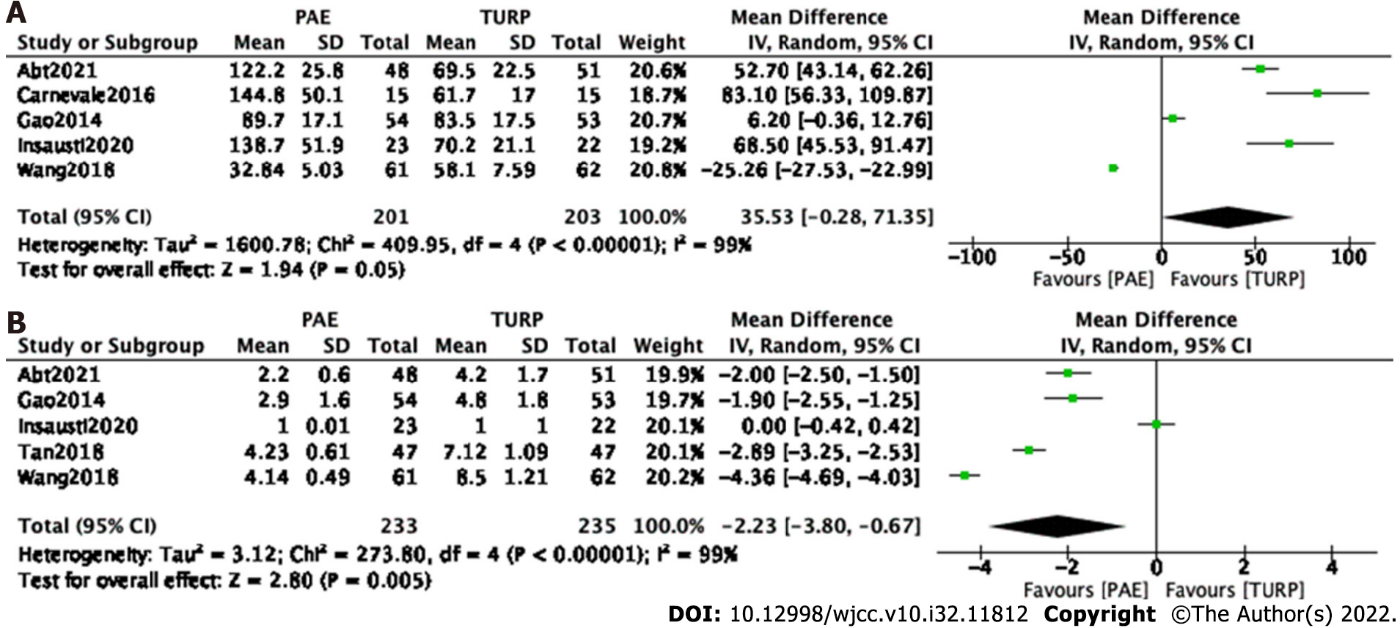 A
PAE TURP Mean Difference Mean Difference
Study or Subgroup Mean SD Total Mean SD Total Weight IV, Random, 95% CI IV, Random, 95% CI
Abt2021 122.2 25.8 48 69.5 22.5 51 20.6% 52.70 [43.14, 62.26]
Carnevale2016 144.8 50.1 15 61.7 17 15 18.7% 83.10 [56.33, 109.87]
Gao2014 89.7 17.1 54 83.5 17.5 53 20.7% 6.20 [-0.36, 12.76]
Insausti2020 138.7 51.9 23 70.2 21.1 22 19.2% 68.50 [45.53, 91.47]
Wang2018 32.84 5.03 61 58.1 7.59 62 20.8% -25.26 [-27.53, -22.99]
Total (95% CI) 201 203 100.0% 35.53 [-0.28, 71.35]
Heterogeneity: Tau² = 1600.78; Chi² = 409.95, df = 4 (P < 0.00001); I² = 99%
Test for overall effect: Z = 1.94 (P = 0.05)
-100 -50 0 50 100
Favours [PAE] Favours [TURP]
B
PAE TURP Mean Difference Mean Difference
Study or Subgroup Mean SD Total Mean SD Total Weight IV, Random, 95% CI IV, Random, 95% CI
Abt2021 2.2 0.6 48 4.2 1.7 51 19.9% -2.00 [-2.50, -1.50]
Gao2014 2.9 1.6 54 4.8 1.8 53 19.7% -1.90 [-2.55, -1.25]
Insausti2020 1 0.01 23 1 1 22 20.1% 0.00 [-0.42, 0.42]
Tan2018 4.23 0.61 47 7.12 1.09 47 20.1% -2.89 [-3.25, -2.53]
Wang2018 4.14 0.49 61 8.5 1.21 62 20.2% -4.36 [-4.69, -4.03]
Total (95% CI) 233 235 100.0% -2.23 [-3.80, -0.67]
Heterogeneity: Tau² = 3.12; Chi² = 273.80, df = 4 (P < 0.00001); I² = 99%
Test for overall effect: Z = 2.80 (P = 0.005)
-4 -2 0 2 4
Favours [PAE] Favours [TURP]
DOI: 10.12998/wjcc.v10.i32.11812 Copyright ©The Author(s) 2022.